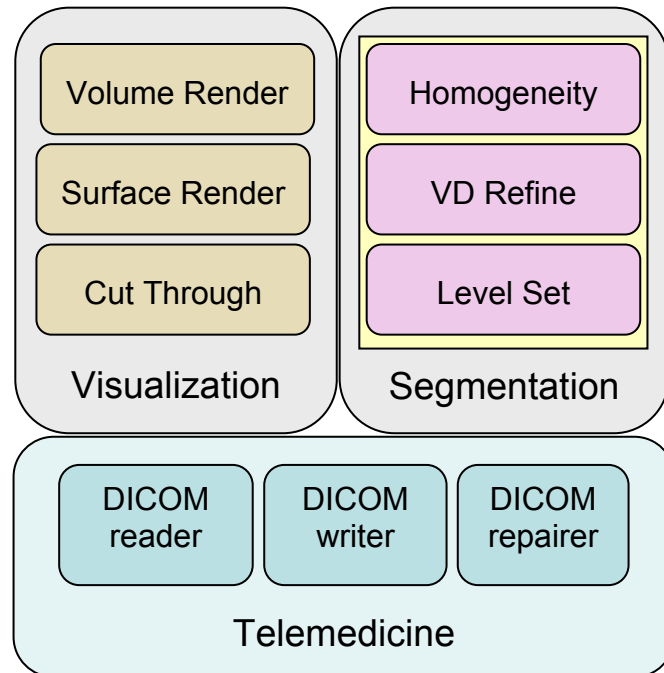 Volume Render
Surface Render
Cut Through
Visualization
Homogeneity
VD Refine
Level Set
Segmentation
DICOM
reader
DICOM
writer
DICOM
repairer
Telemedicine